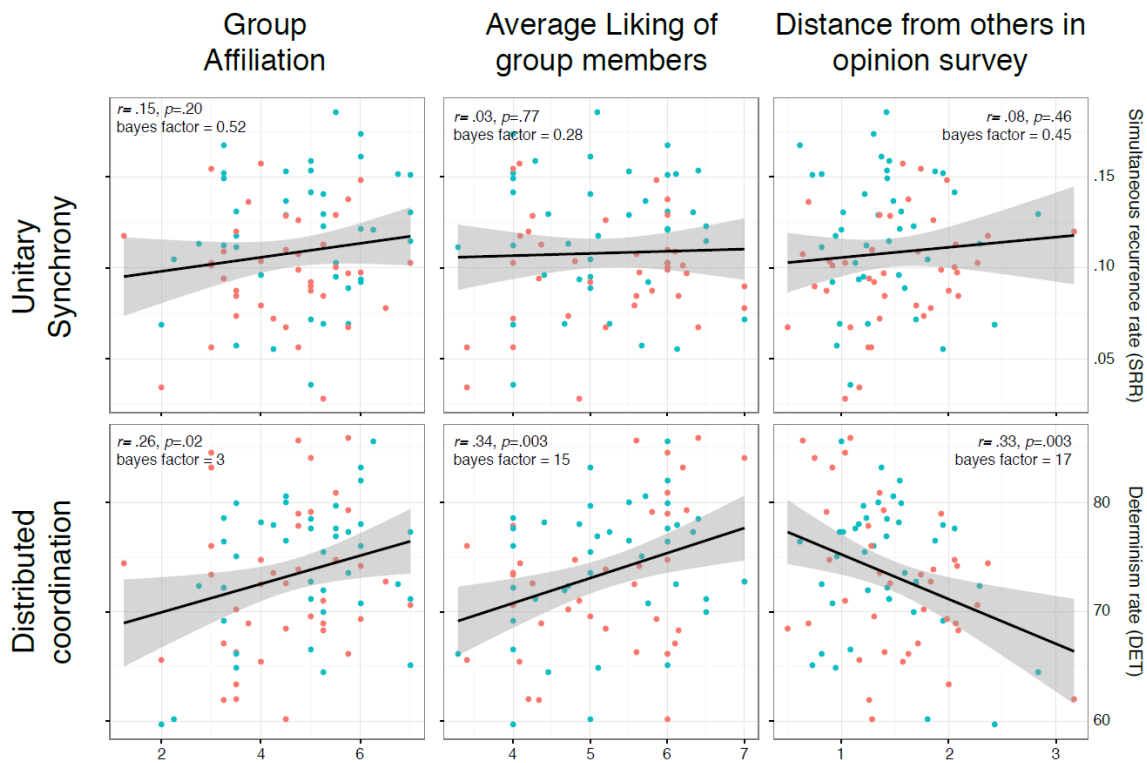 Group
Affiliation
Average Liking of
group members
Distance from others in
opinion survey
Unitary
Synchrony
r= .15, p=.20
bayes factor = 0.52
r= .03, p=.77
bayes factor = 0.28
r= .08, p=.46
bayes factor = 0.45
.15
.10
.05
Simultaneous recurrence rate (SRR)
Distributed
coordination
r= .26, p=.02
bayes factor = 3
r= .34, p=.003
bayes factor = 15
r= .33, p=.003
bayes factor = 17
80
70
60
Determinism rate (DET)
2 4 6
4 5 6 7
1 2 3